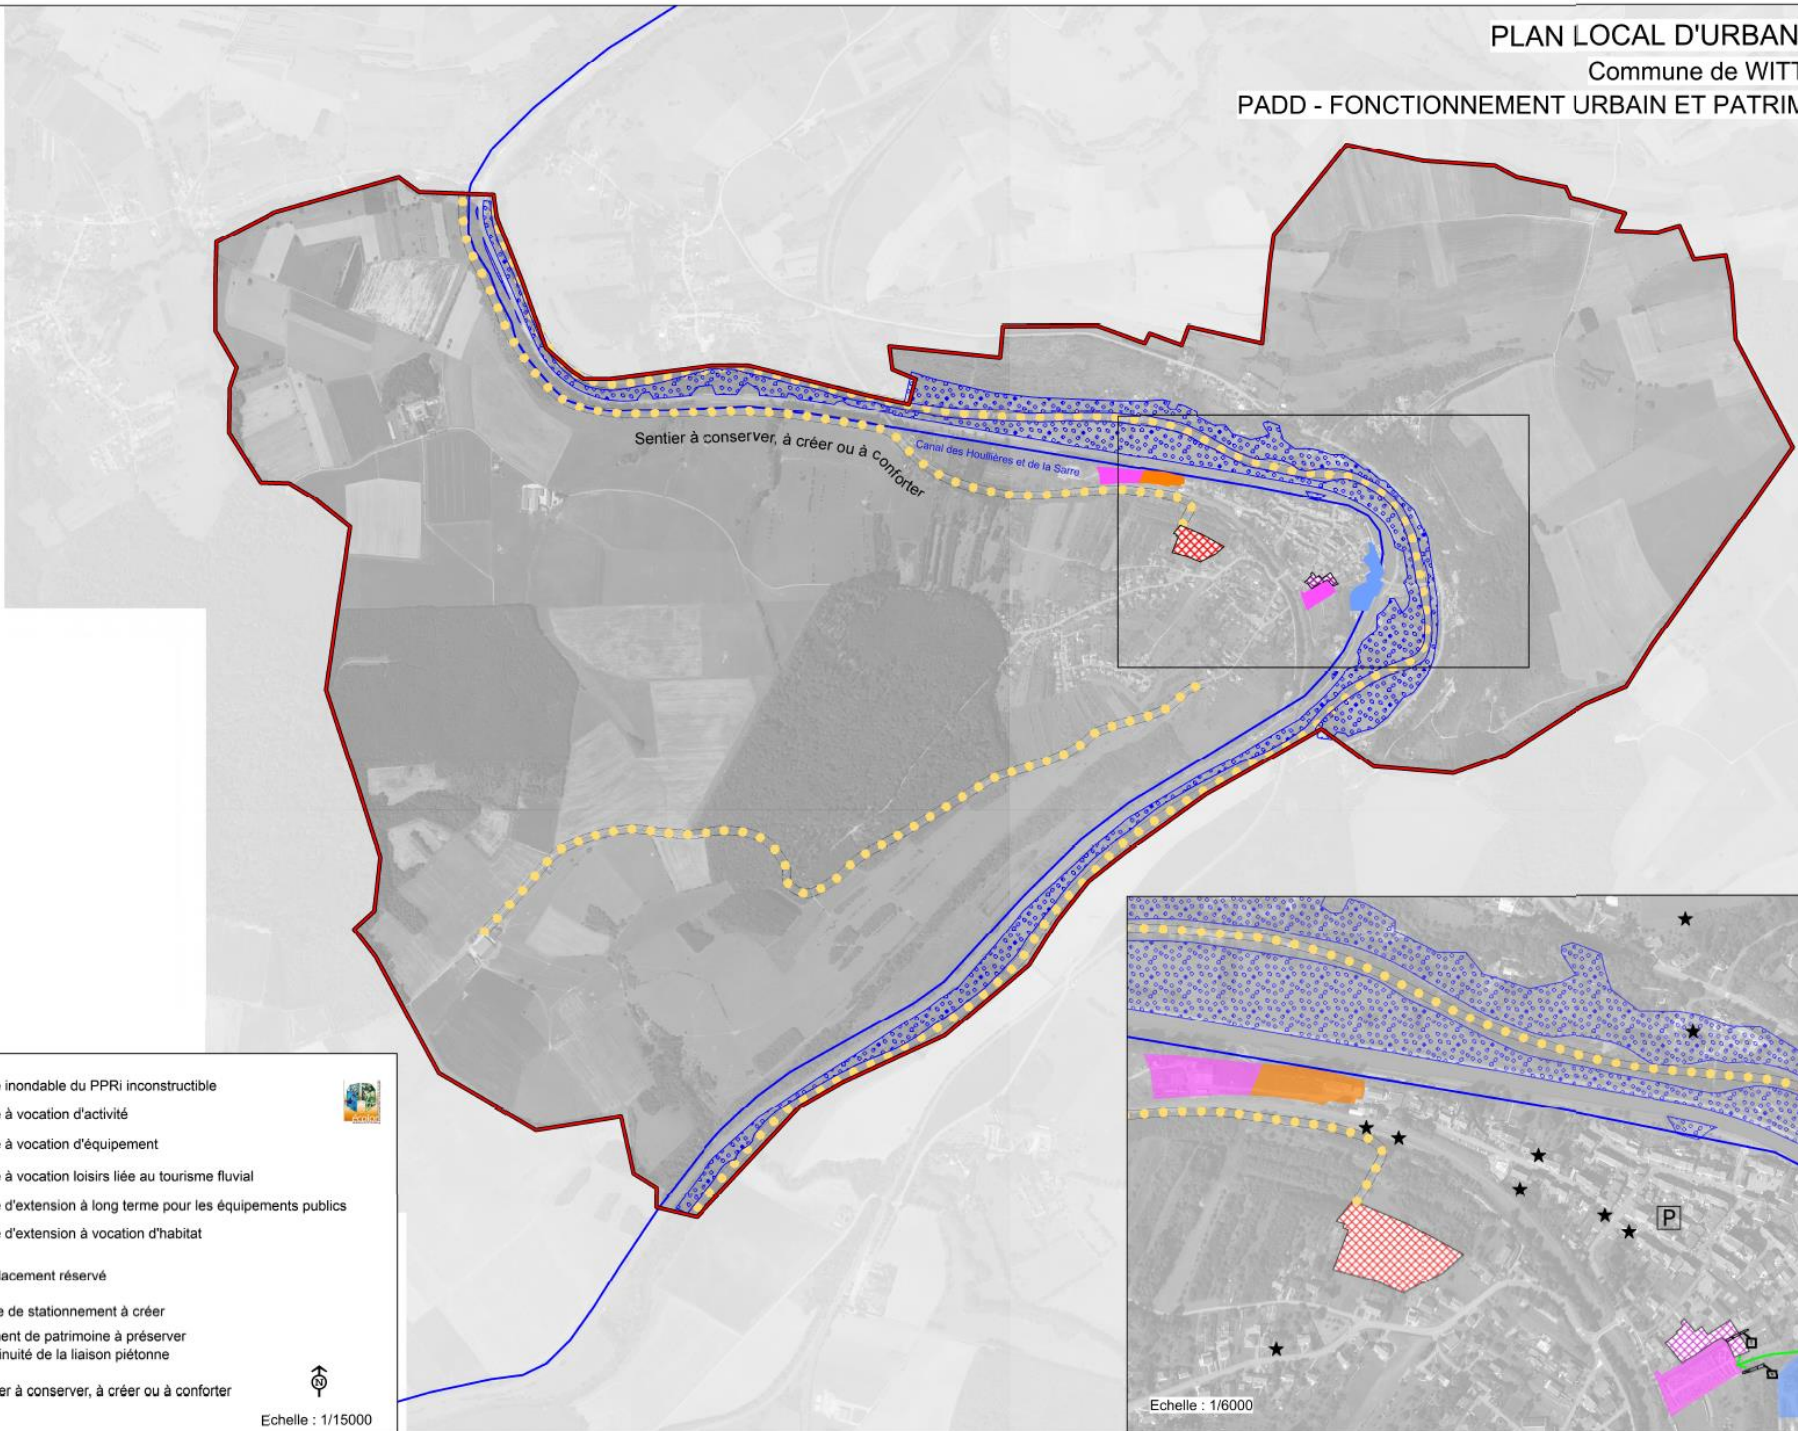 PLAN LOCAL D'URBAN
Commune de WITT
PADD - FONCTIONNEMENT URBAIN ET PATRIM
Sentier à conserver, à créer ou à conforter
Canal des Houillères et de la Sarre
inondable du PPRi inconstructible
à vocation d'activité
à vocation d'équipement
à vocation loisirs liée au tourisme fluvial
d'extension à long terme pour les équipements publics
d'extension à vocation d'habitat
lacement réservé
de stationnement à créer
ent de patrimoine à préserver
inuité de la liaison piétonne
er à conserver, à créer ou à conforter
N
Echelle : 1/15000
P
Echelle : 1/6000